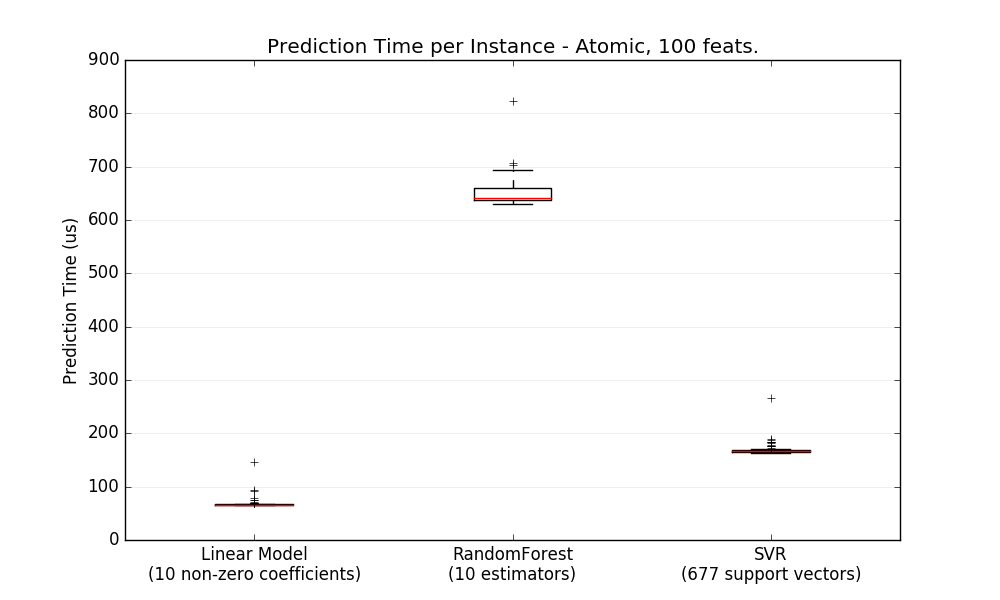 Prediction Time per Instance - Atomic, 100 feats.
900
800
700
600
500
400
300
200
100
0
Prediction Time (us)
Linear Model
(10 non-zero coefficients)
RandomForest
(10 estimators)
SVR
(677 support vectors)